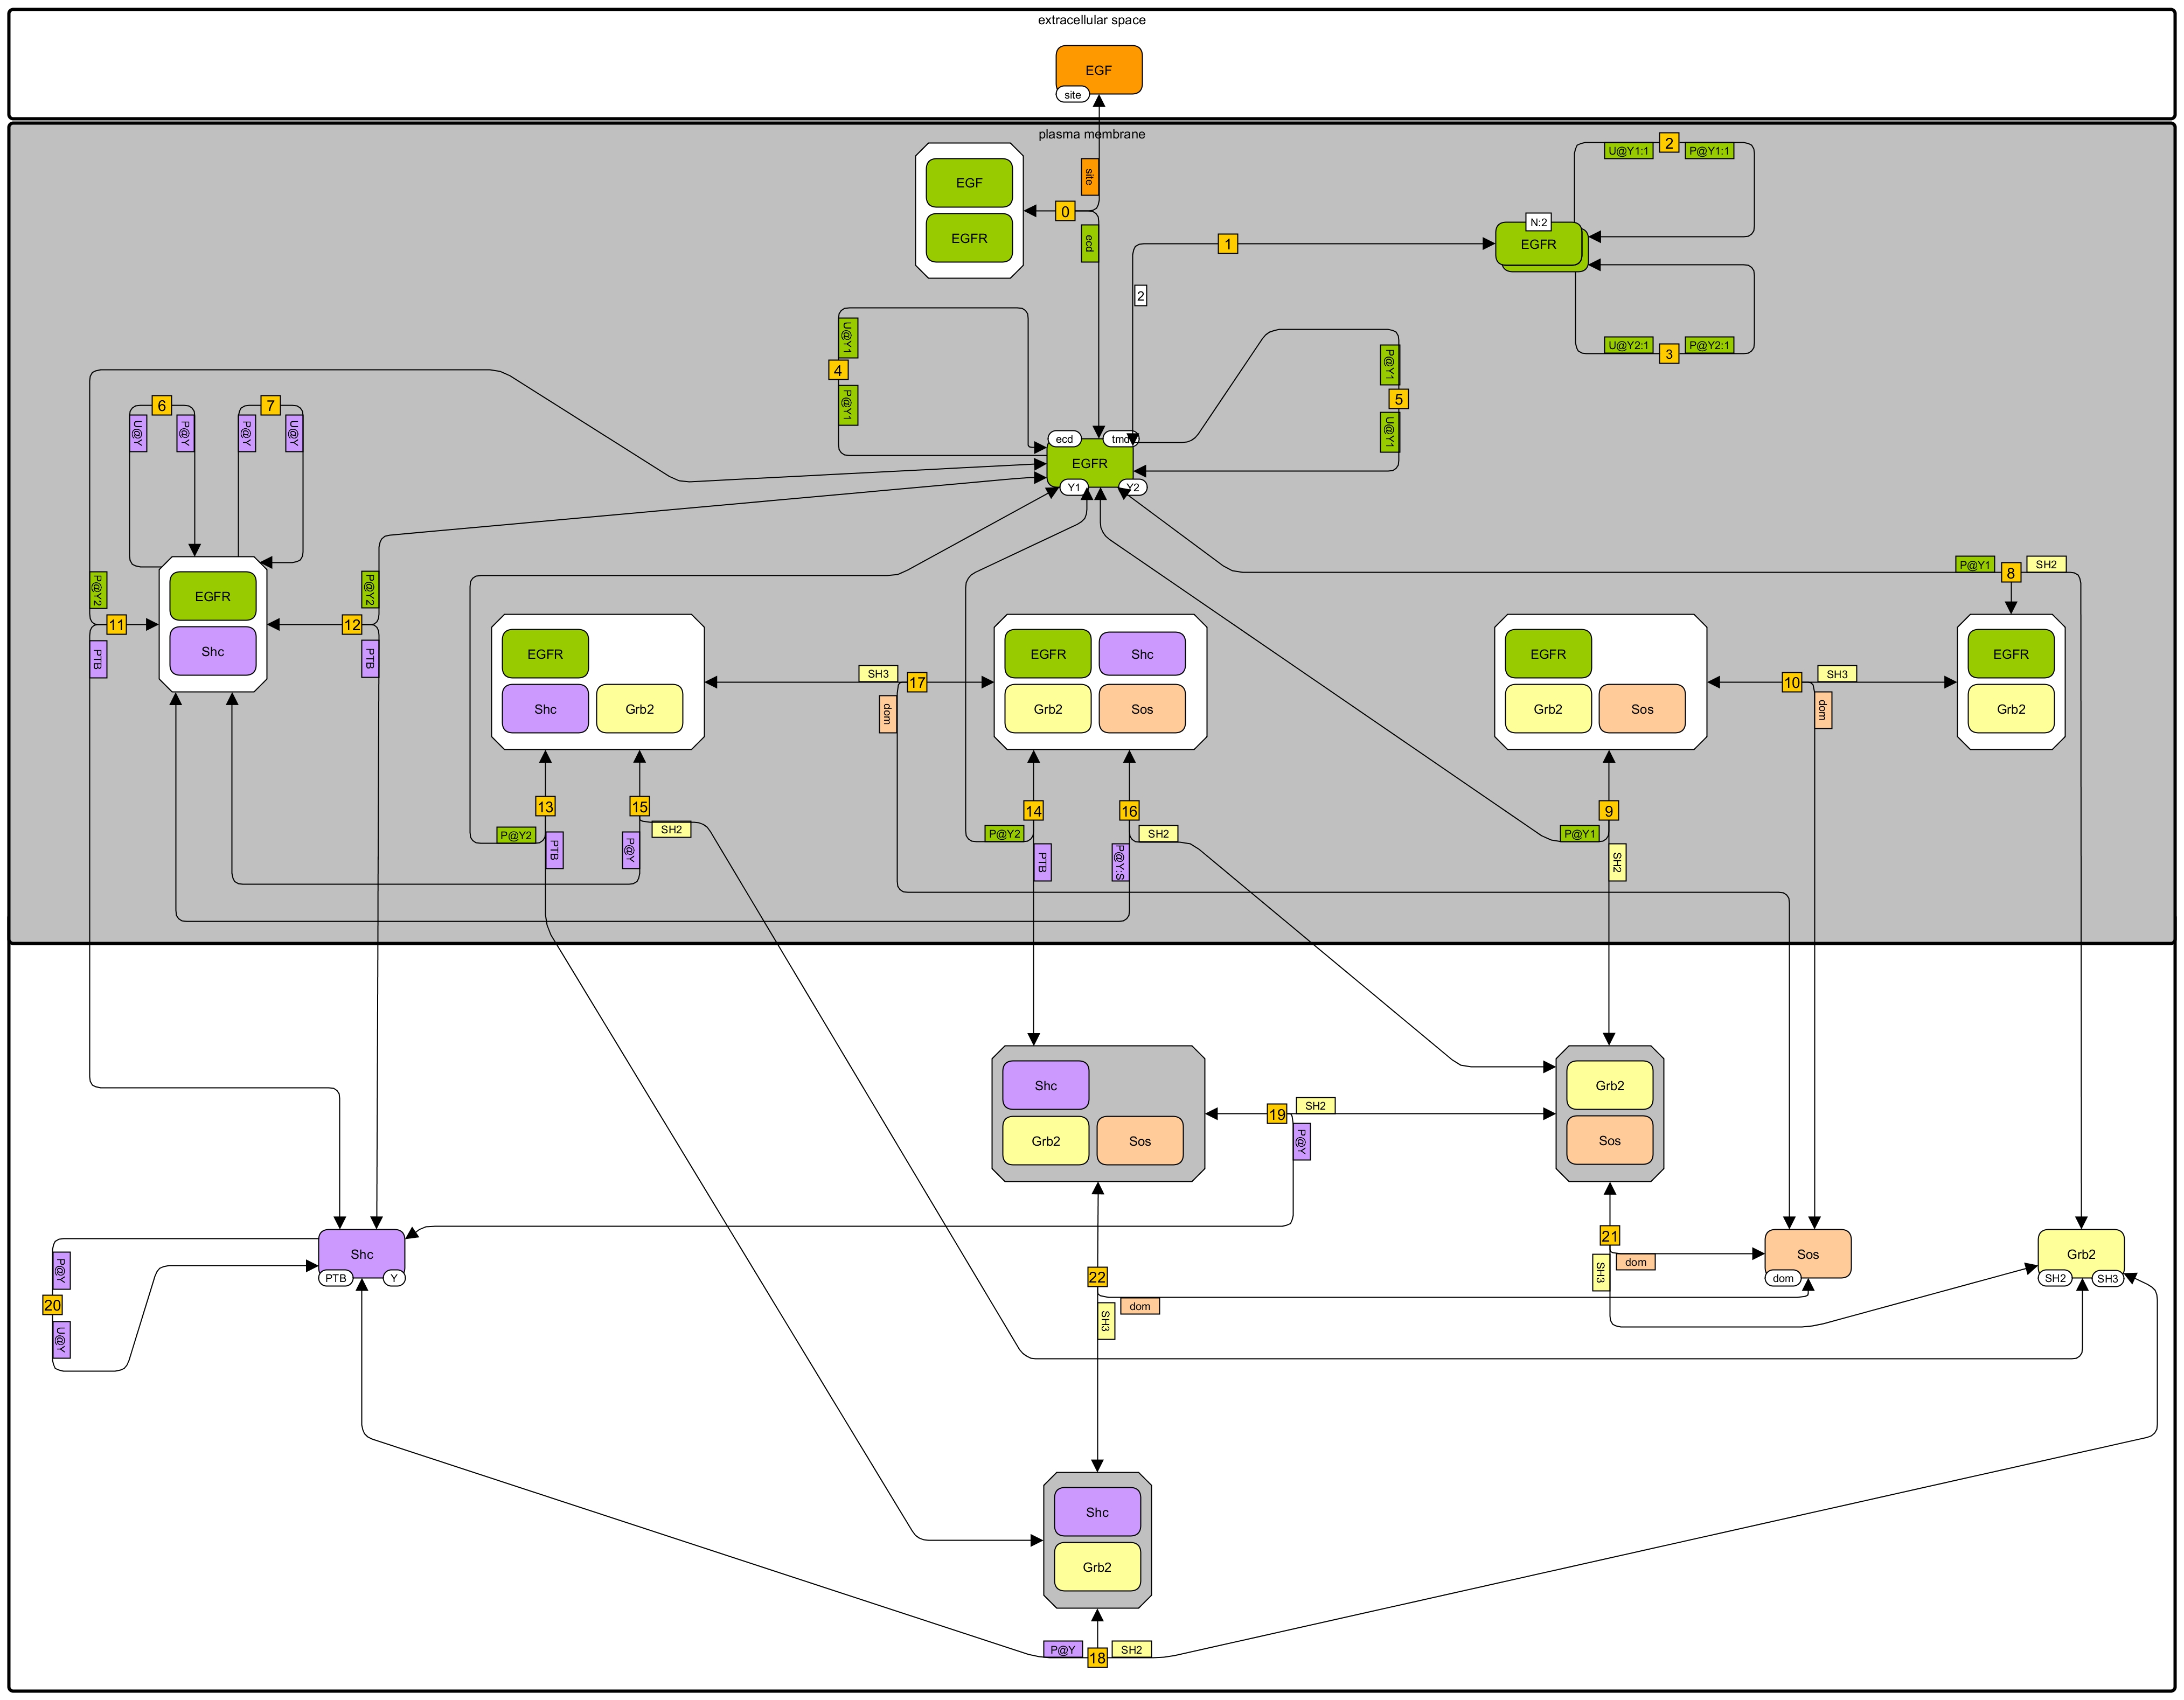 extracellular space
EGF
site
plasma membrane
U@Y1:1
2
P@Y1:1
EGF
site
0
EGFR
ecd
N:2
EGFR
1
2
U@Y2:1
3
P@Y2:1
U@Y1
4
P@Y1
P@Y1
5
U@Y1
6
U@Y
P@Y
7
P@Y
U@Y
ecd
EGFR
Y1
Y2
P@Y1
8
SH2
P@Y2
11
PTB
EGFR
Shc
P@Y2
12
PTB
EGFR
Shc
Grb2
SH3
17
dom
EGFR
Shc
Grb2
Sos
EGFR
Grb2
Sos
10
SH3
dom
EGFR
Grb2
13
P@Y2
PTB
15
P@Y
SH2
14
P@Y2
PTB
16
SH2
P@Y:S
9
P@Y1
SH2
Shc
Grb2
Sos
19
SH2
P@Y
Grb2
Sos
Shc
PTB
Y
P@Y
20
U@Y
21
dom
SH3
Sos
dom
Grb2
SH2
SH3
22
dom
SH3
Shc
Grb2
P@Y
18
SH2